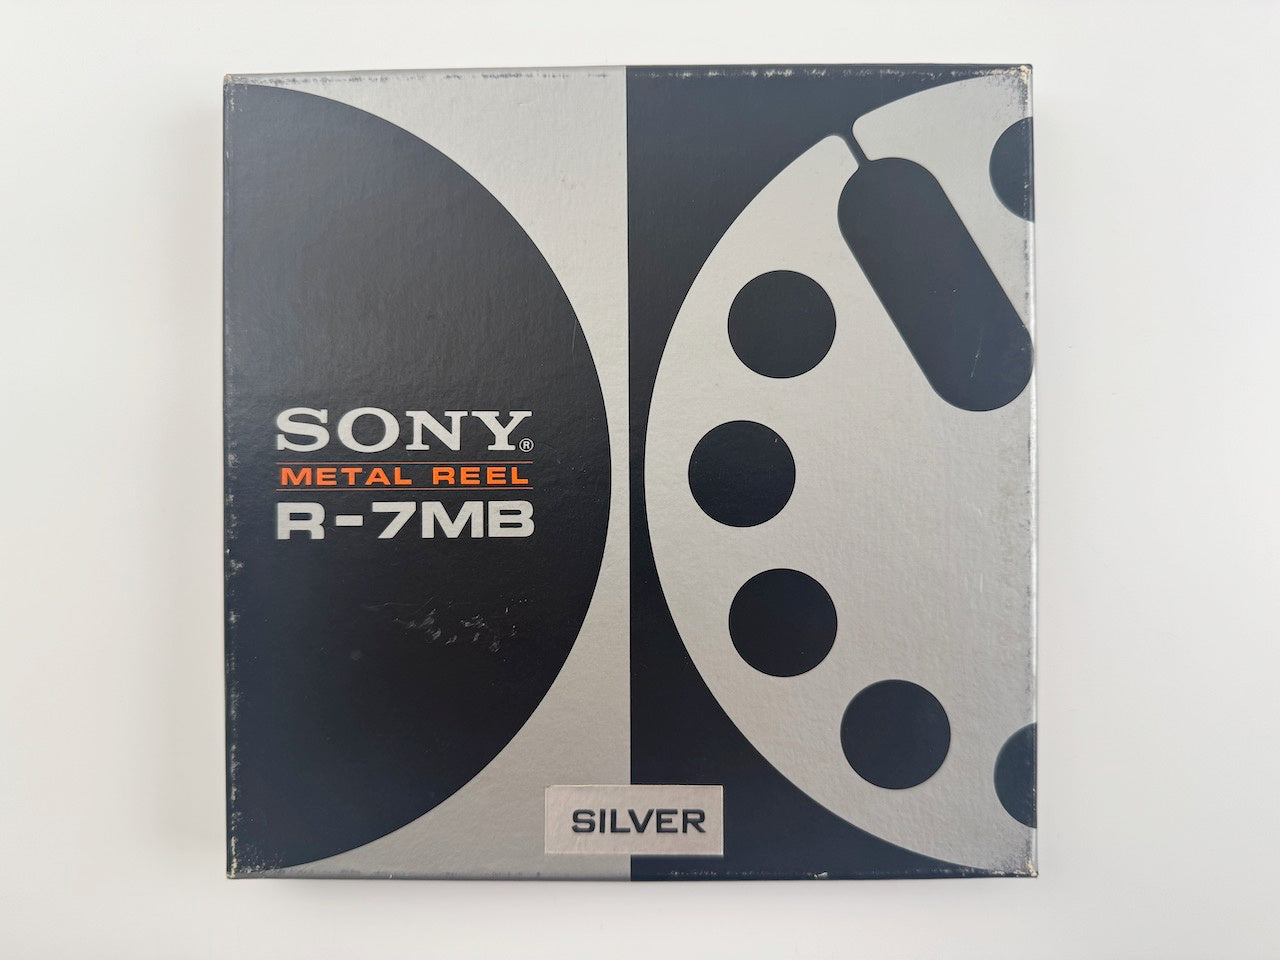 SONY®
METAL REEL
R-7MB
SILVER